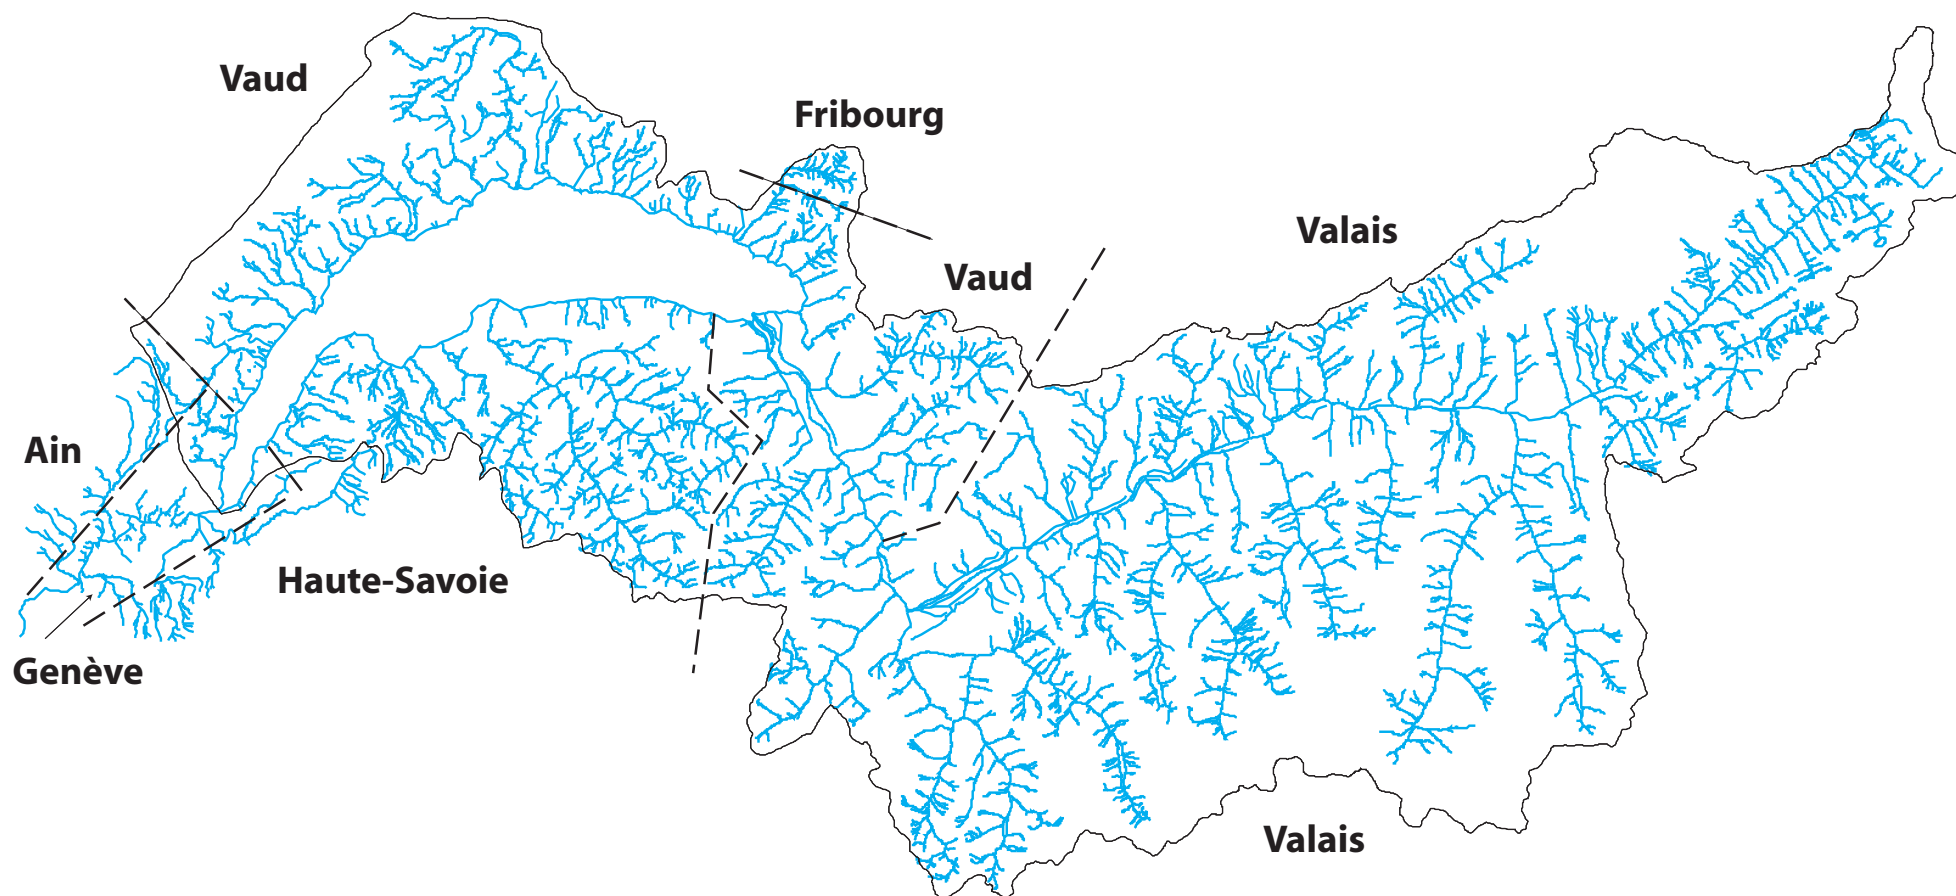 Vaud
Fribourg
Valais
Vaud
Ain
Haute-Savoie
Genève
Valais